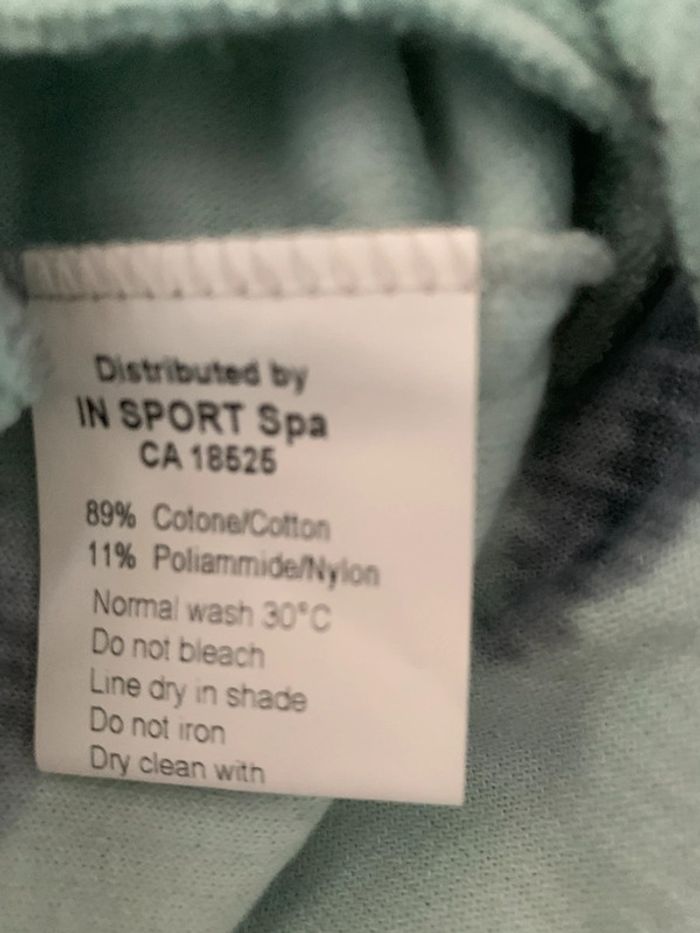 Distributed by
IN SPORT Spa
CA 18525
89% Cotone/Cotton
11% Poliammide/Nylon
Normal wash 30°C
Do not bleach
Line dry in shade
Do not iron
Dry clean with